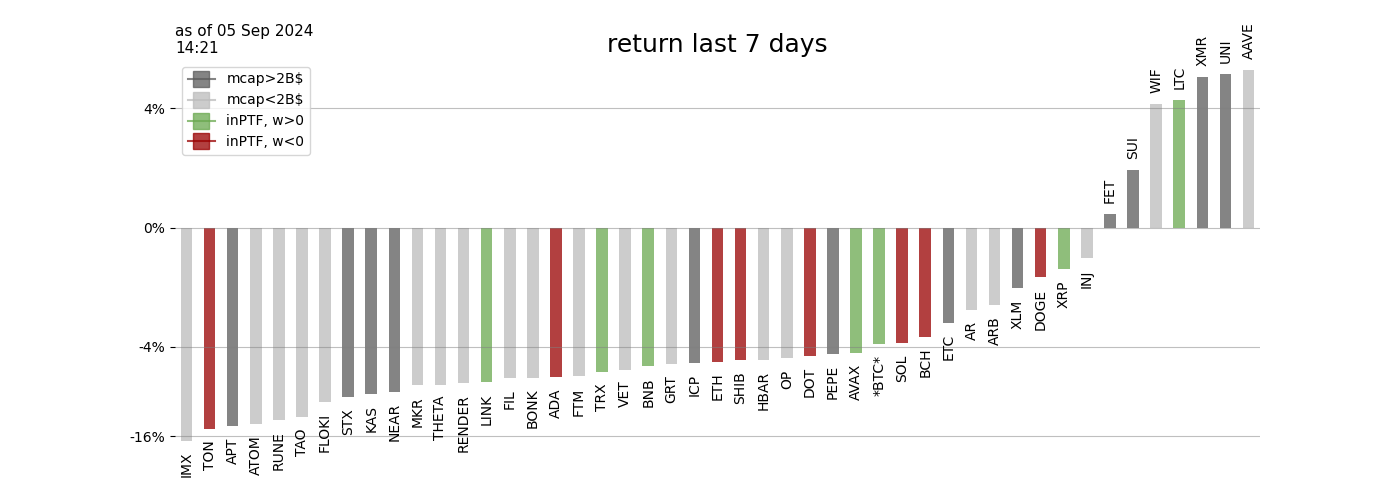 as of 05 Sep 2024
14:21
return last 7 days
mcap>2B$
mcap<2B$
inPTF, w>0
inPTF, w<0
4%
0%
-4%
-16%
IMX
TON
APT
ATOM
RUNE
TAO
FLOKI
STX
KAS
NEAR
MKR
THETA
RENDER
LINK
FIL
BONK
ADA
FTM
TRX
VET
BNB
GRT
ICP
ETH
SHIB
HBAR
OP
DOT
PEPE
AVAX
*BTC*
SOL
BCH
ETC
AR
ARB
XLM
DOGE
XRP
INJ
FET
SUI
WIF
LTC
XMR
UNI
AAVE